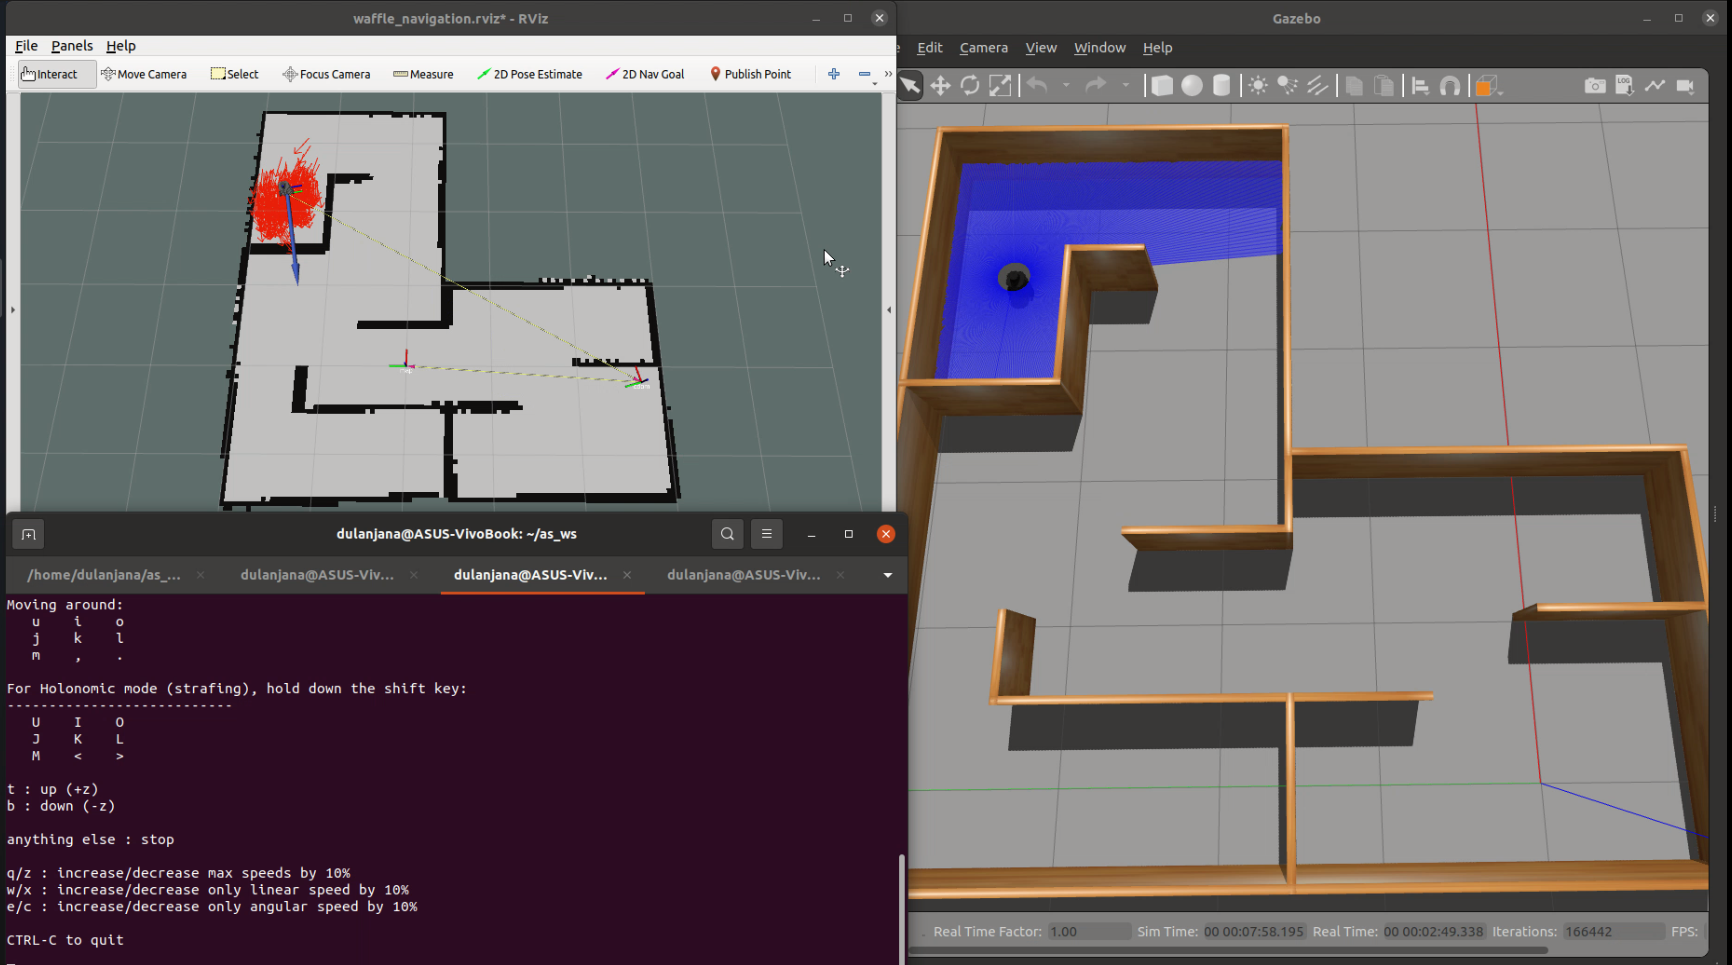 waffle_navigation.rviz* - RViz
File Panels Help
Interact Move Camera Select Focus Camera Measure 2D Pose Estimate 2D Nav Goal Publish Point »
Gazebo
Edit Camera View Window Help
LOG
dulanjana@ASUS-VivoBook: ~/as_ws
/home/dulanjana/as_... dulanjana@ASUS-Viv... dulanjana@ASUS-Viv... dulanjana@ASUS-Viv...
Moving around:
u i o
j k l
m , .
For Holonomic mode (strafing), hold down the shift key:
---------------------------
U I O
J K L
M < >
t : up (+z)
b : down (-z)
anything else : stop
q/z : increase/decrease max speeds by 10%
w/x : increase/decrease only linear speed by 10%
e/c : increase/decrease only angular speed by 10%
CTRL-C to quit
Real Time Factor: 1.00 Sim Time: 00 00:07:58.195 Real Time: 00 00:02:49.338 Iterations: 166442 FPS: